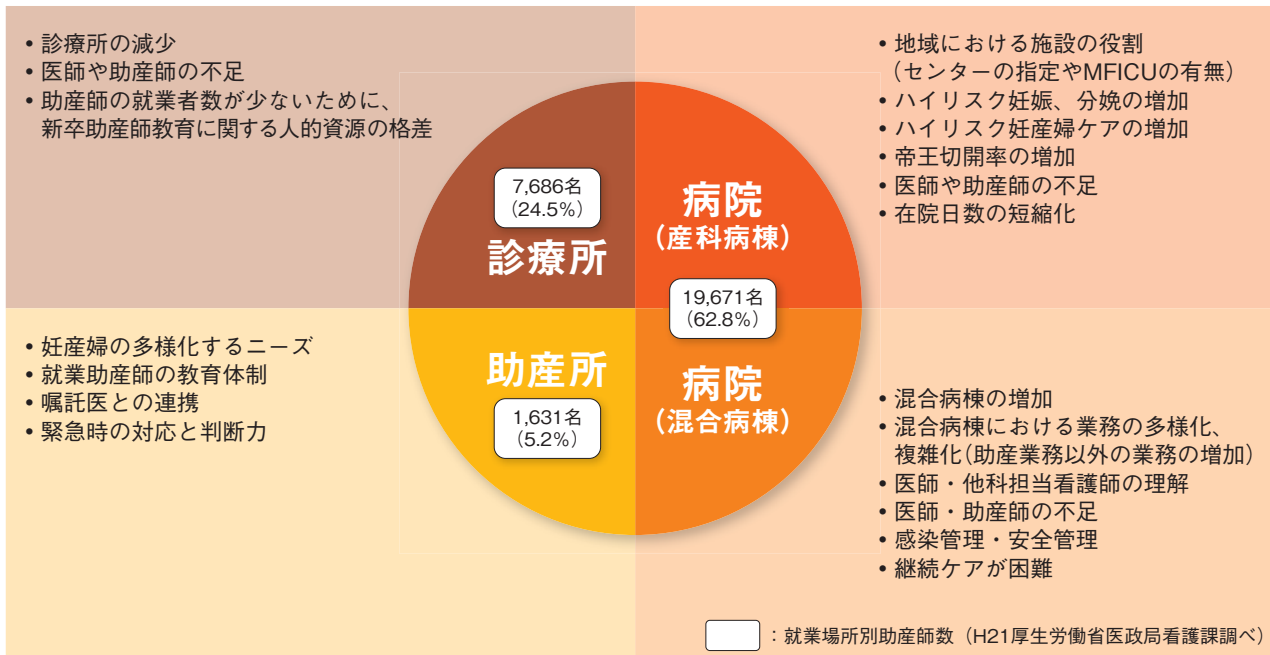 • 診療所の減少
• 医師や助産師の不足
• 助産師の就業者数が少ないために、
新卒助産師教育に関する人的資源の格差
• 地域における施設の役割
（センターの指定やMFICUの有無）
• ハイリスク妊娠、分娩の増加
• ハイリスク妊産婦ケアの増加
• 帝王切開率の増加
• 医師や助産師の不足
• 在院日数の短縮化
7,686名
（24.5%）
診療所
病院
（産科病棟）
19,671名
（62.8%）
助産所
1,631名
（5.2%）
病院
（混合病棟）
• 妊産婦の多様化するニーズ
• 就業助産師の教育体制
• 嘱託医との連携
• 緊急時の対応と判断力
• 混合病棟の増加
• 混合病棟における業務の多様化、
複雑化（助産業務以外の業務の増加）
• 医師・他科担当看護師の理解
• 医師・助産師の不足
• 感染管理・安全管理
• 継続ケアが困難
：就業場所別助産師数（H21厚生労働省医政局看護課調べ）